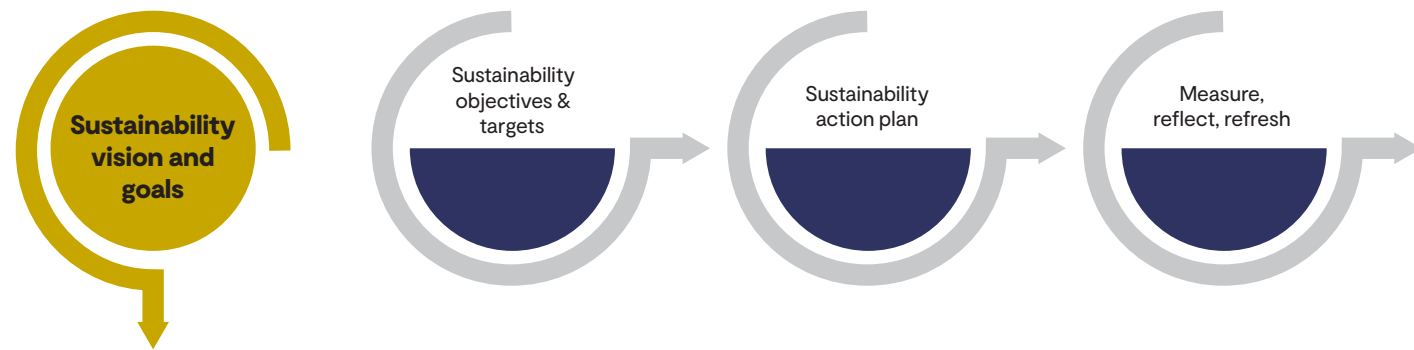 Sustainability
vision and
goals
Sustainability
objectives &
targets
Sustainability
action plan
Measure,
reflect, refresh